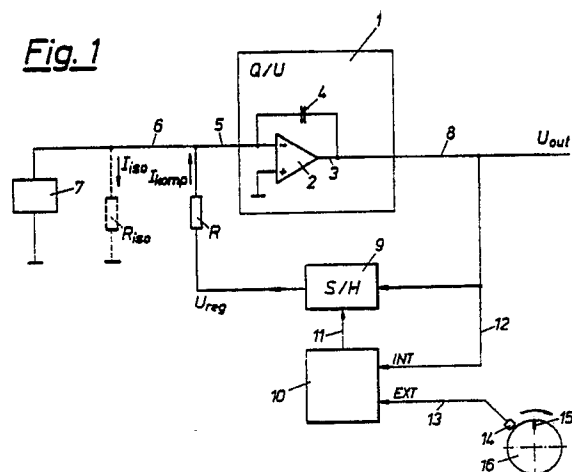 Fig. 1
1
Q/U
4
6
5
8
U_out
2
3
I_iso
I_komp
7
R_iso
R
9
S/H
U_reg
11
12
10
INT
EXT
13
14
15
16